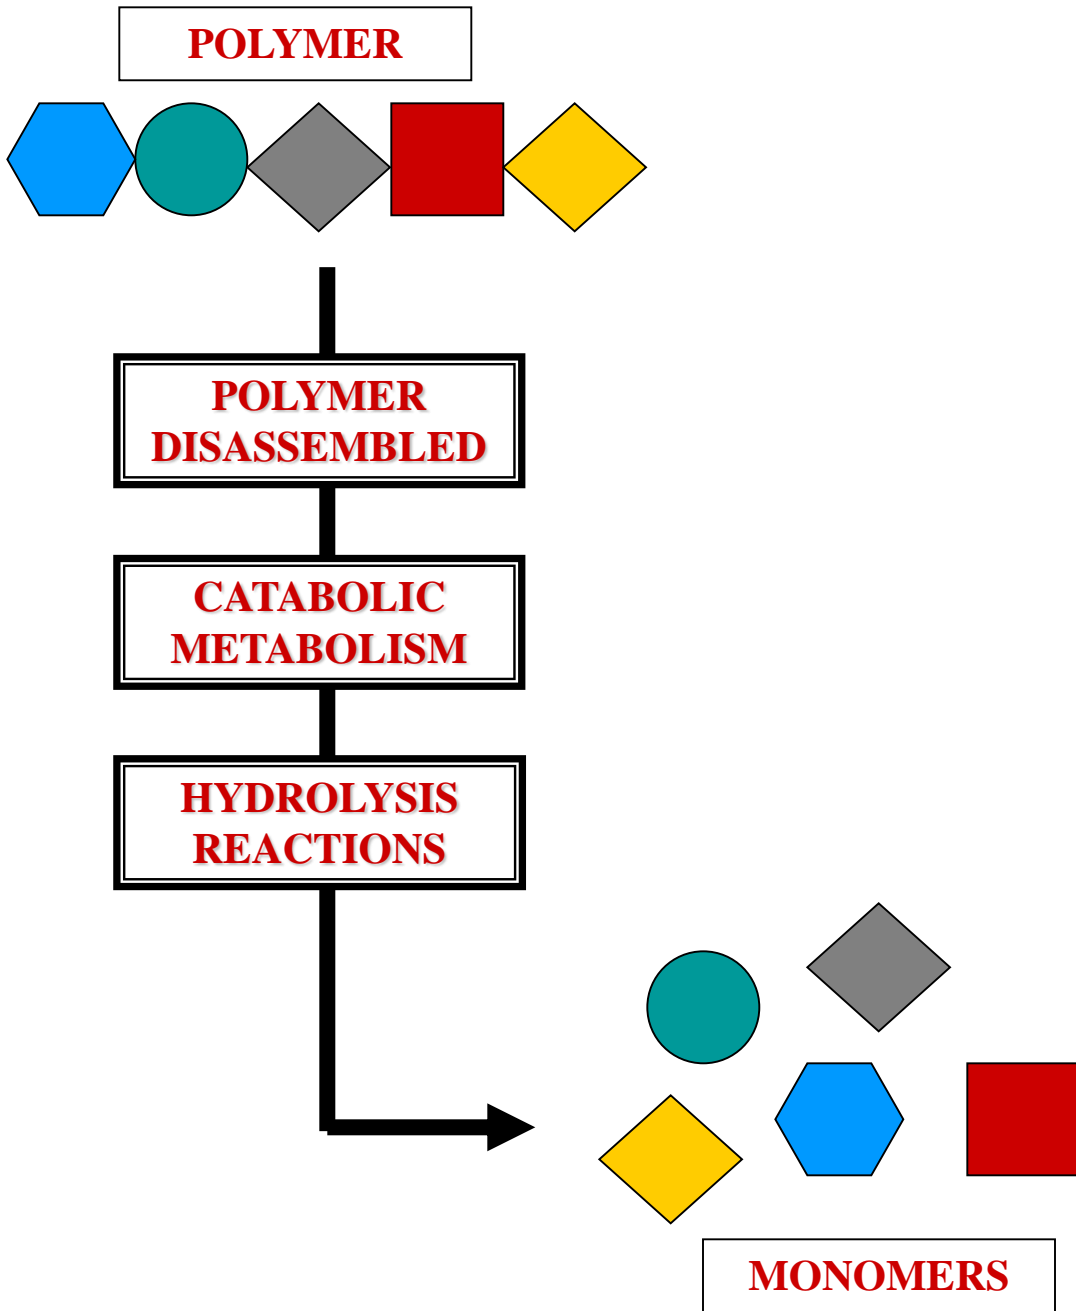 POLYMER
POLYMER
DISASSEMBLED
CATABOLIC
METABOLISM
HYDROLYSIS
REACTIONS
MONOMERS